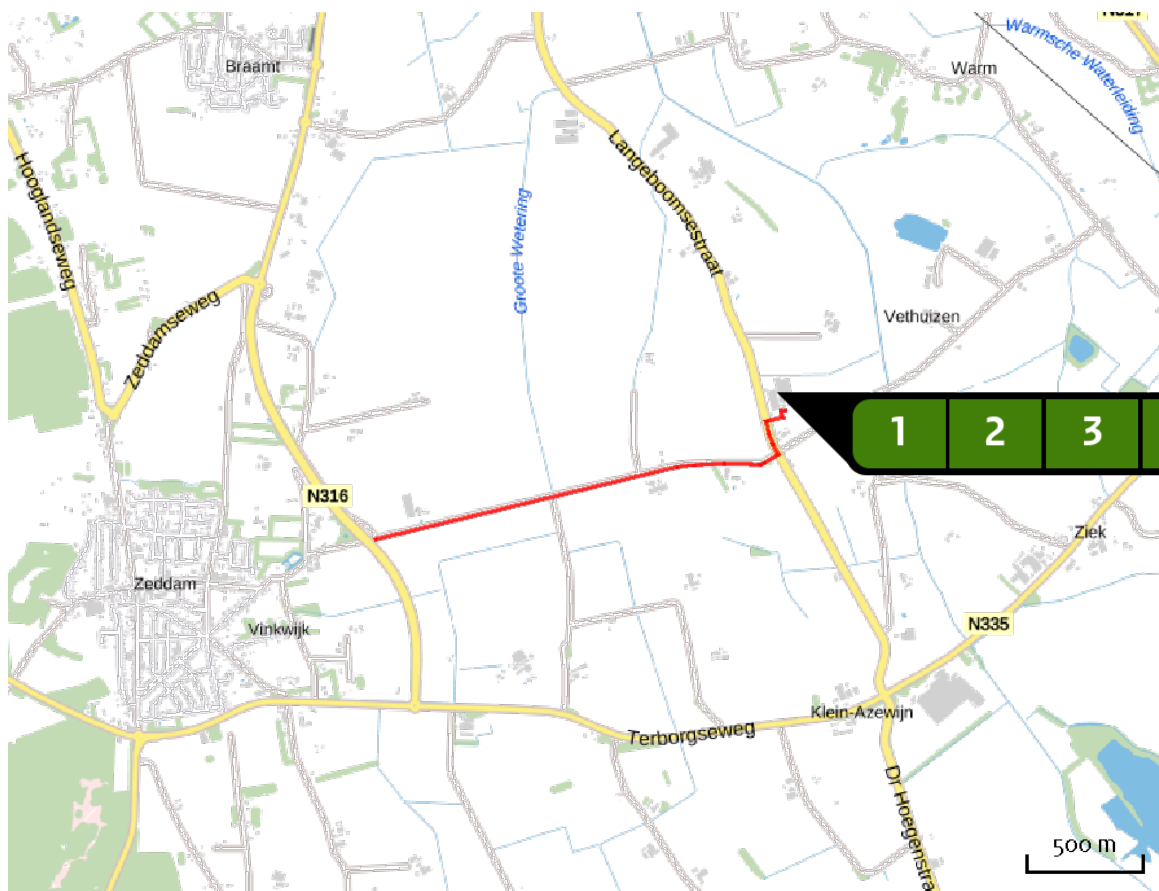 N317
Warmsche Waterleiding
Braamt
Warm
Langeboomsestraat
Hooglandseweg
Groote Wetering
Zeddamseweg
Vethuizen
1 2 3
N316
Ziek
Zeddam
Vinkwijk
N335
Klein-Azewijn
Terborgseweg
Dr Hoegenstra
500 m